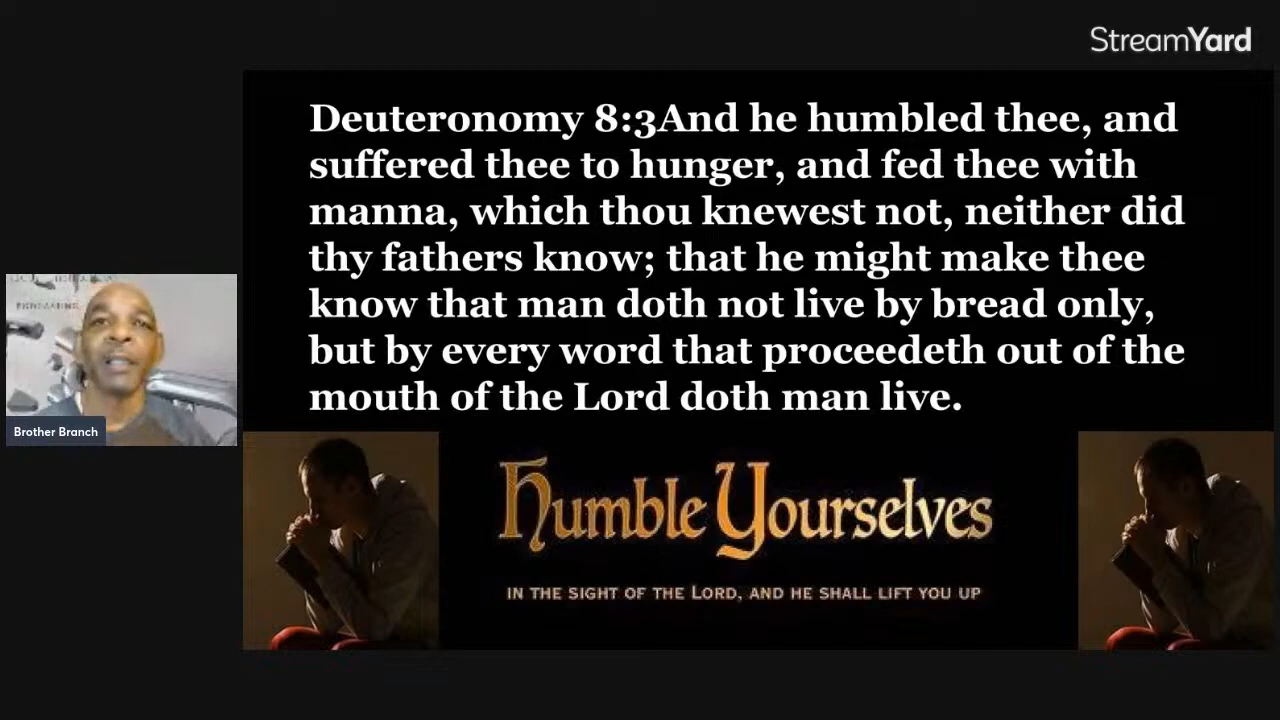 StreamYard
Deuteronomy 8:3And he humbled thee, and
suffered thee to hunger, and fed thee with
manna, which thou knewest not, neither did
thy fathers know; that he might make thee
know that man doth not live by bread only,
but by every word that proceedeth out of the
mouth of the Lord doth man live.
Brother Branch
Humble Yourselves
IN THE SIGHT OF THE LORD, AND HE SHALL LIFT YOU UP